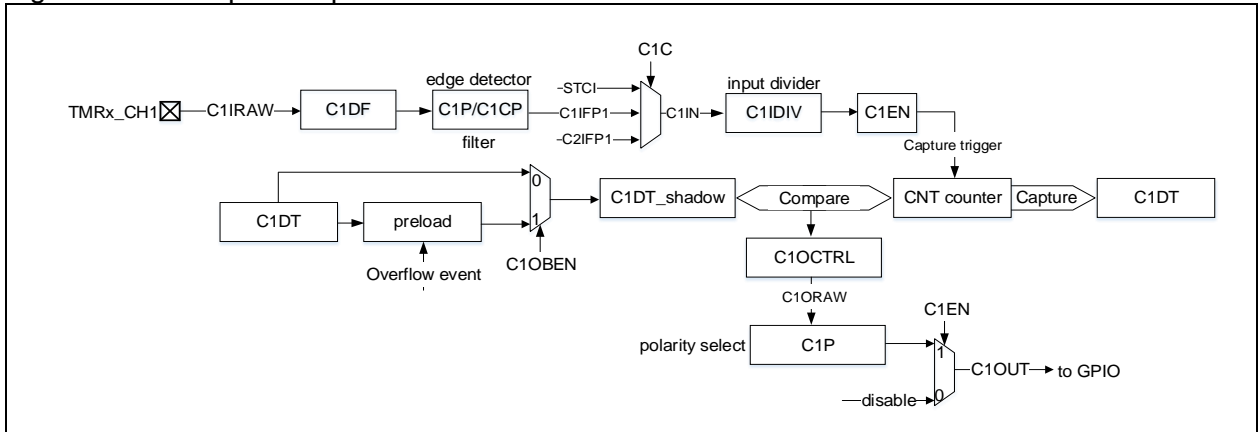 C1C
edge detector
input divider
TMRx_CH1
C1IRAW
C1DF
C1P/C1CP
STCI
C1IFP1
C2IFP1
C1IN
C1IDIV
C1EN
filter
Capture trigger
0
1
C1DT
preload
C1DT_shadow
Compare
CNT counter
Capture
C1DT
Overflow event
C1OBEN
C1OCTRL
C1ORAW
C1EN
polarity select
C1P
1
0
C1OUT
to GPIO
disable